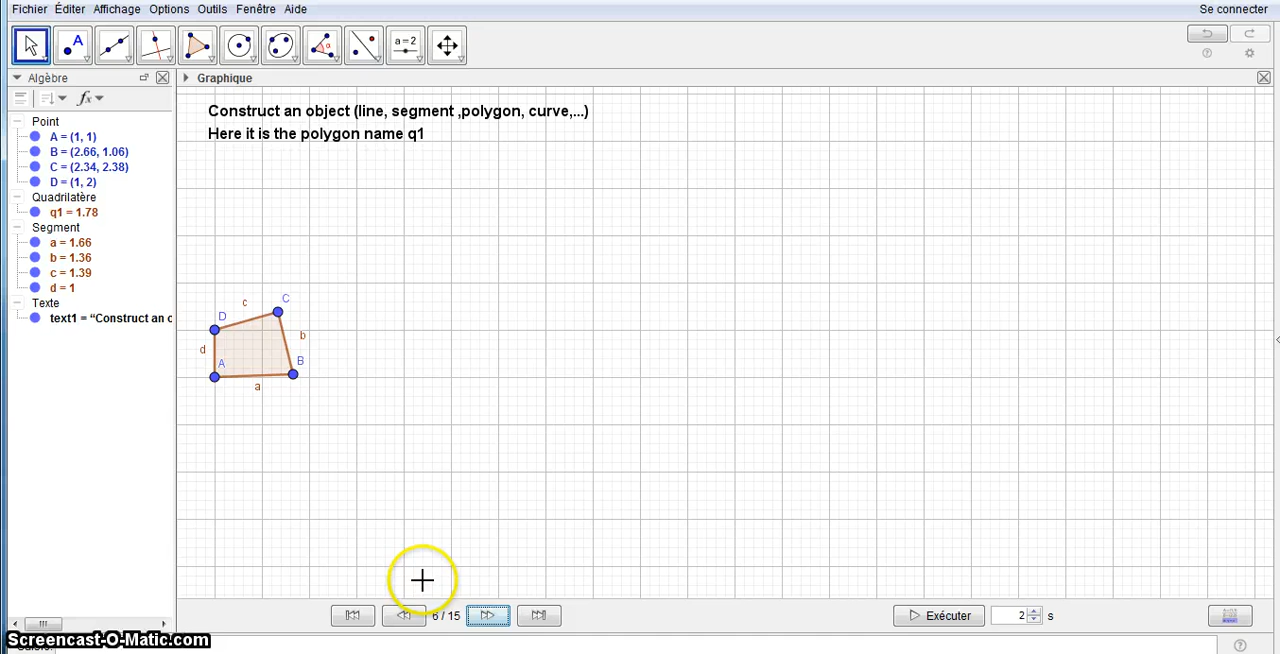 Fichier Éditer Affichage Options Outils Fenêtre Aide Se connecter
A
α
a=2
Algèbre
Graphique
fx
Point
A = (1, 1)
B = (2.66, 1.06)
C = (2.34, 2.38)
D = (1, 2)
Quadrilatère
q1 = 1.78
Segment
a = 1.66
b = 1.36
c = 1.39
d = 1
Texte
text1 = “Construct an c
Construct an object (line, segment ,polygon, curve,...)
Here it is the polygon name q1
c
C
D
b
d
A
B
a
6 / 15
Exécuter
2 s
Screencast-O-Matic.com